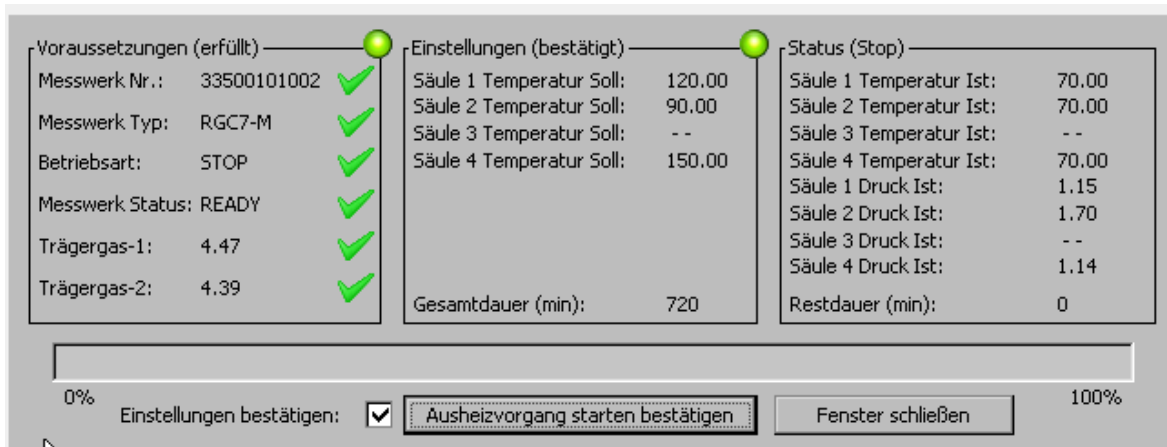 Voraussetzungen (erfüllt)
Messwerk Nr.: 33500101002
Messwerk Typ: RGC7-M
Betriebsart: STOP
Messwerk Status: READY
Trägergas-1: 4.47
Trägergas-2: 4.39
Einstellungen (bestätigt)
Säule 1 Temperatur Soll: 120.00
Säule 2 Temperatur Soll: 90.00
Säule 3 Temperatur Soll: - -
Säule 4 Temperatur Soll: 150.00
Gesamtdauer (min): 720
Status (Stop)
Säule 1 Temperatur Ist: 70.00
Säule 2 Temperatur Ist: 70.00
Säule 3 Temperatur Ist: - -
Säule 4 Temperatur Ist: 70.00
Säule 1 Druck Ist: 1.15
Säule 2 Druck Ist: 1.70
Säule 3 Druck Ist: - -
Säule 4 Druck Ist: 1.14
Restdauer (min): 0
0% 100%
Einstellungen bestätigen: Ausheizvorgang starten bestätigen Fenster schließen